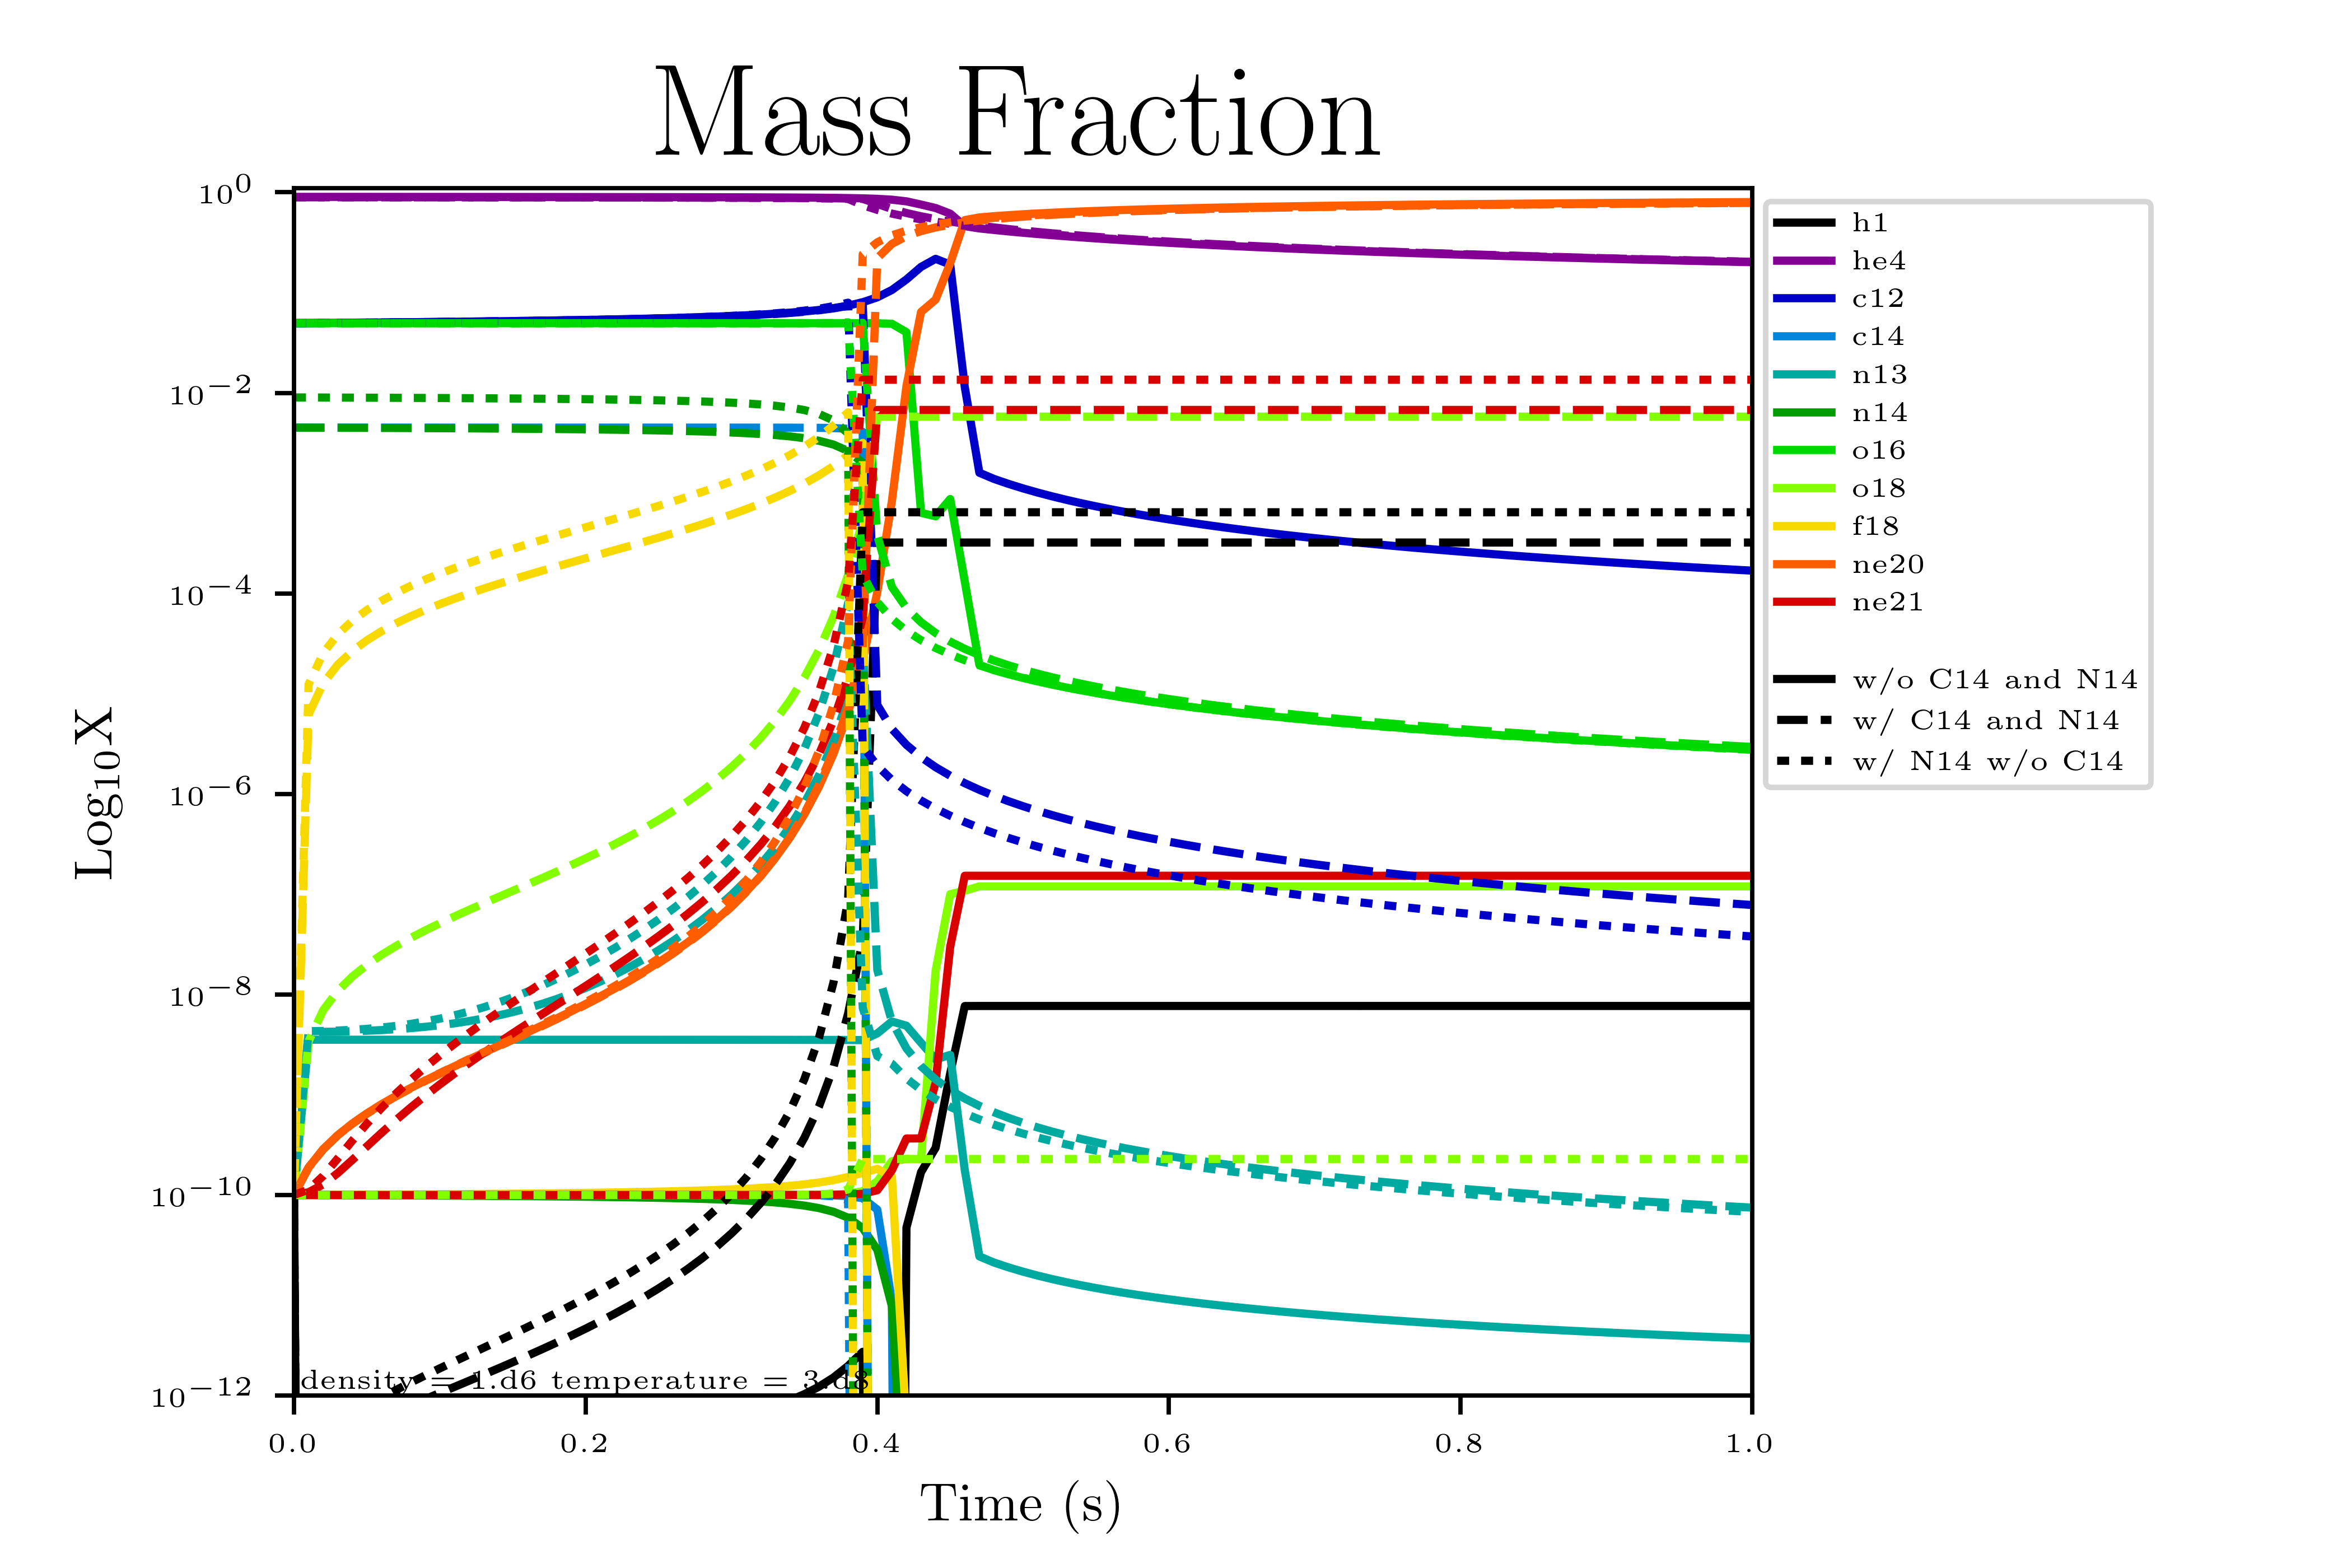 Mass Fraction
10^0
10^−2
10^−4
10^−6
10^−8
10^−10
10^−12
Log₁₀X
density = 1.d6 temperature = 3.d8
0.0 0.2 0.4 0.6 0.8 1.0
Time (s)
h1
he4
c12
c14
n13
n14
o16
o18
f18
ne20
ne21
w/o C14 and N14
w/ C14 and N14
w/ N14 w/o C14